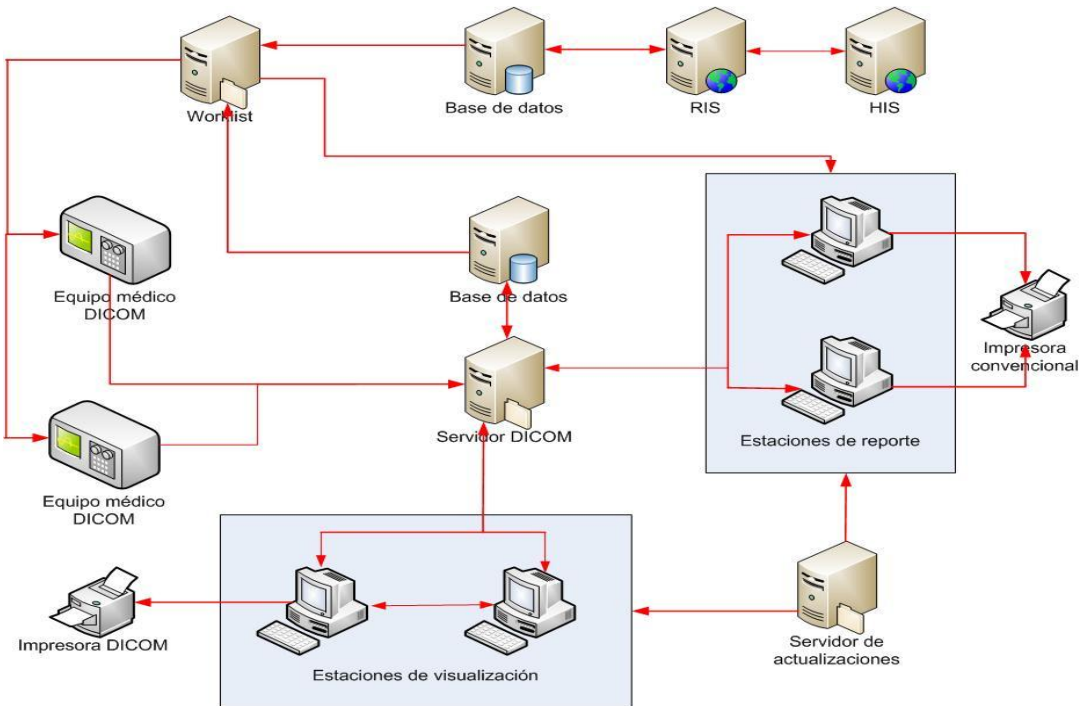 Worklist
Base de datos
RIS
HIS
Equipo médico
DICOM
Base de datos
Impresora
convencional
Servidor DICOM
Estaciones de reporte
Equipo médico
DICOM
Impresora DICOM
Estaciones de visualización
Servidor de
actualizaciones